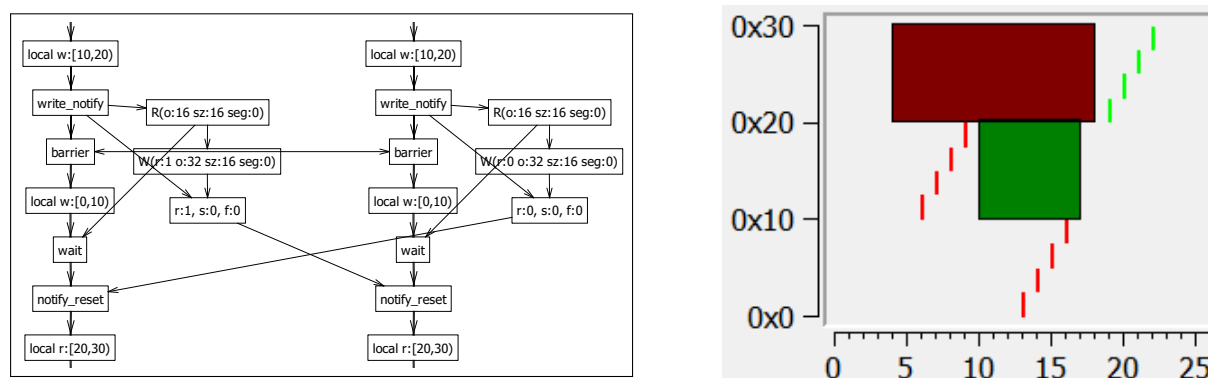 local w:[10,20)
local w:[10,20)
write_notify
write_notify
R(o:16 sz:16 seg:0)
R(o:16 sz:16 seg:0)
barrier
W(r:1 o:32 sz:16 seg:0)
barrier
W(r:0 o:32 sz:16 seg:0)
local w:[0,10)
r:1, s:0, f:0
local w:[0,10)
r:0, s:0, f:0
wait
wait
notify_reset
notify_reset
local r:[20,30)
local r:[20,30)
0x30
0x20
0x10
0x0
0 5 10 15 20 25